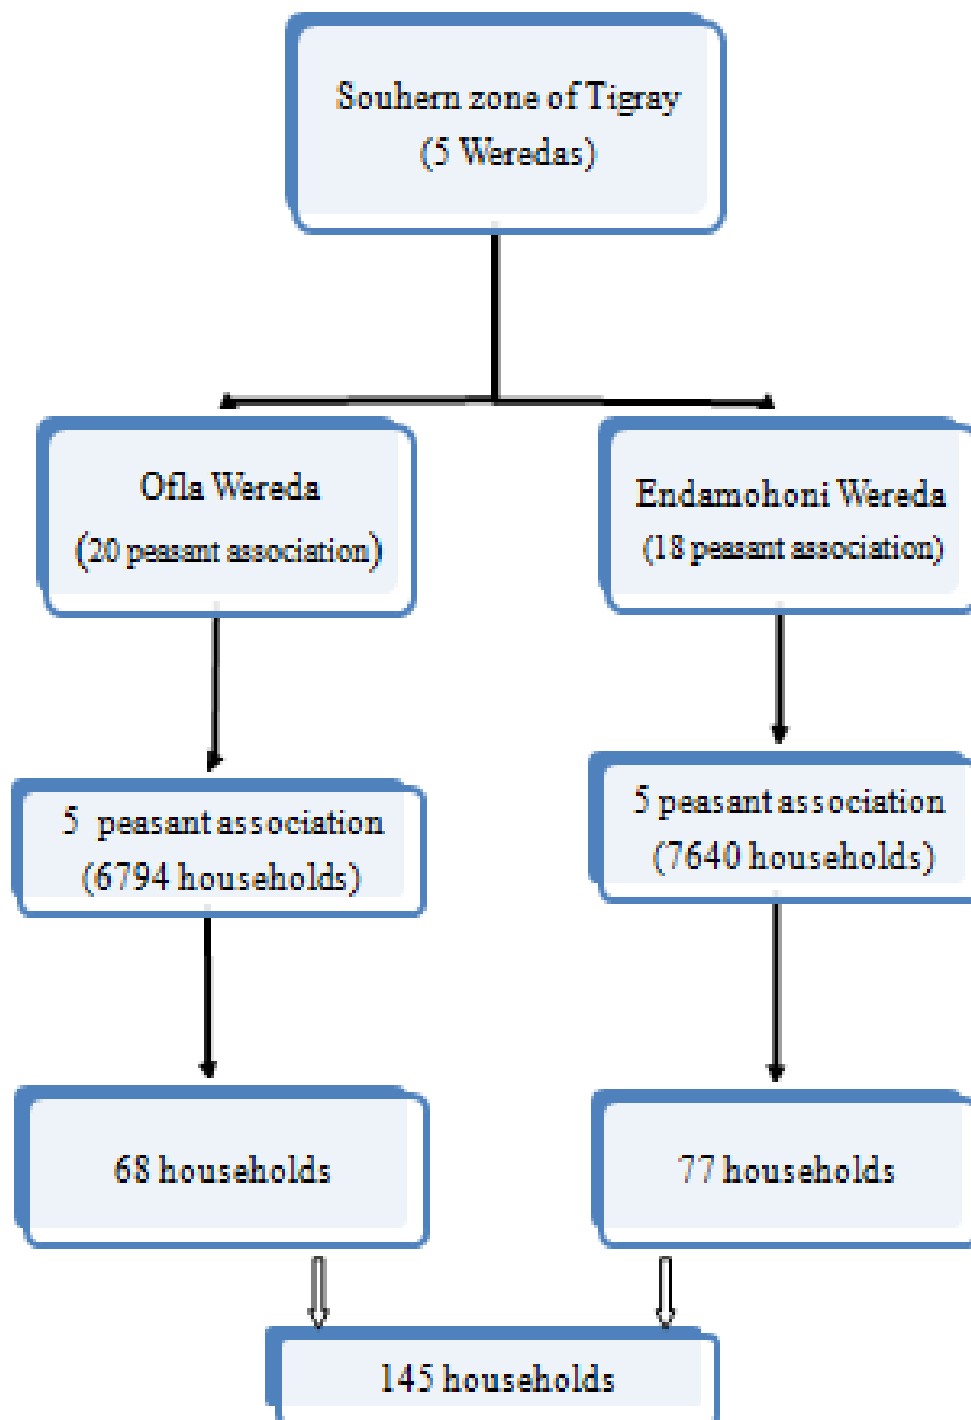 Souhern zone of Tigray
(5 Weredas)
Ofla Wereda
(20 peasant association)
Endamohoni Wereda
(18 peasant association)
5 peasant association
(6794 households)
5 peasant association
(7640 households)
68 households
77 households
145 households